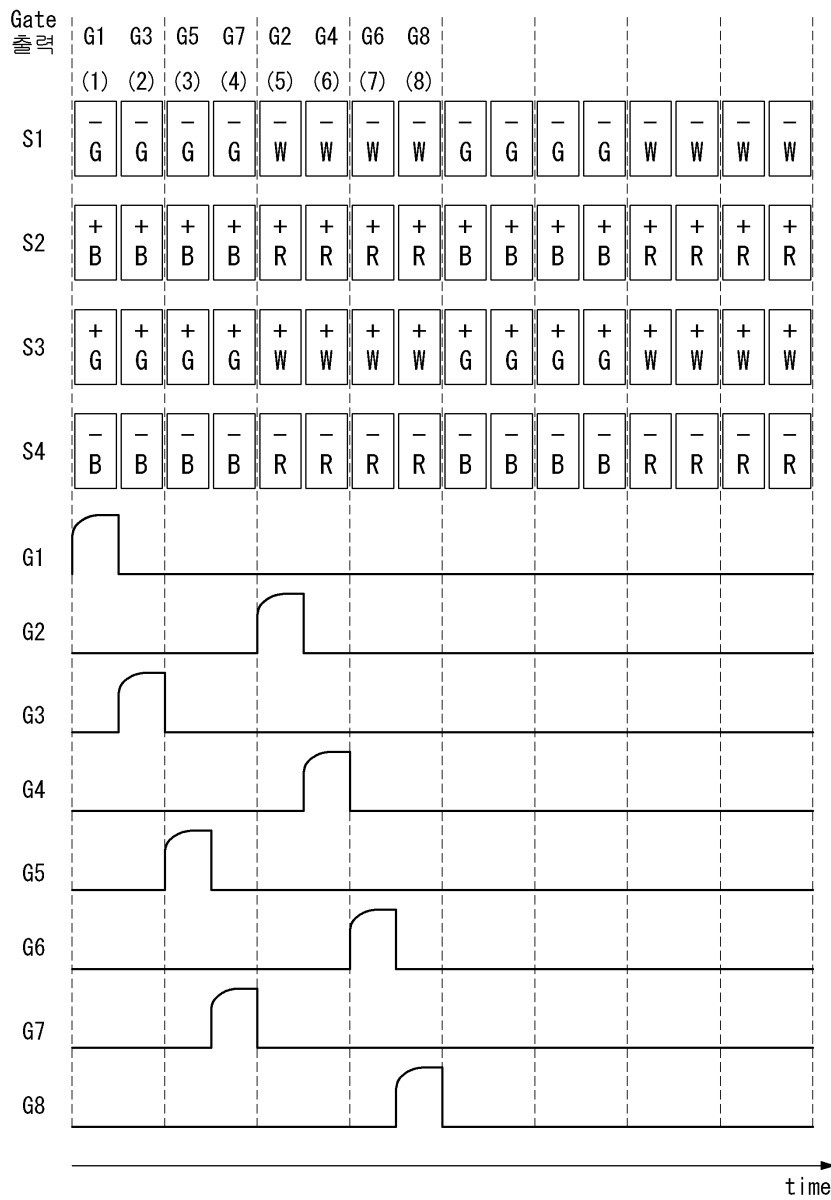 Gate
출력
G1 G3 G5 G7 G2 G4 G6 G8
(1) (2) (3) (4) (5) (6) (7) (8)
S1
− − − − − − − − − − − − − − − −
G G G G W W W W G G G G W W W W
S2
+ + + + + + + + + + + + + + + +
B B B B R R R R B B B B R R R R
S3
+ + + + + + + + + + + + + + + +
G G G G W W W W G G G G W W W W
S4
− − − − − − − − − − − − − − − −
B B B B R R R R B B B B R R R R
G1
G2
G3
G4
G5
G6
G7
G8
time